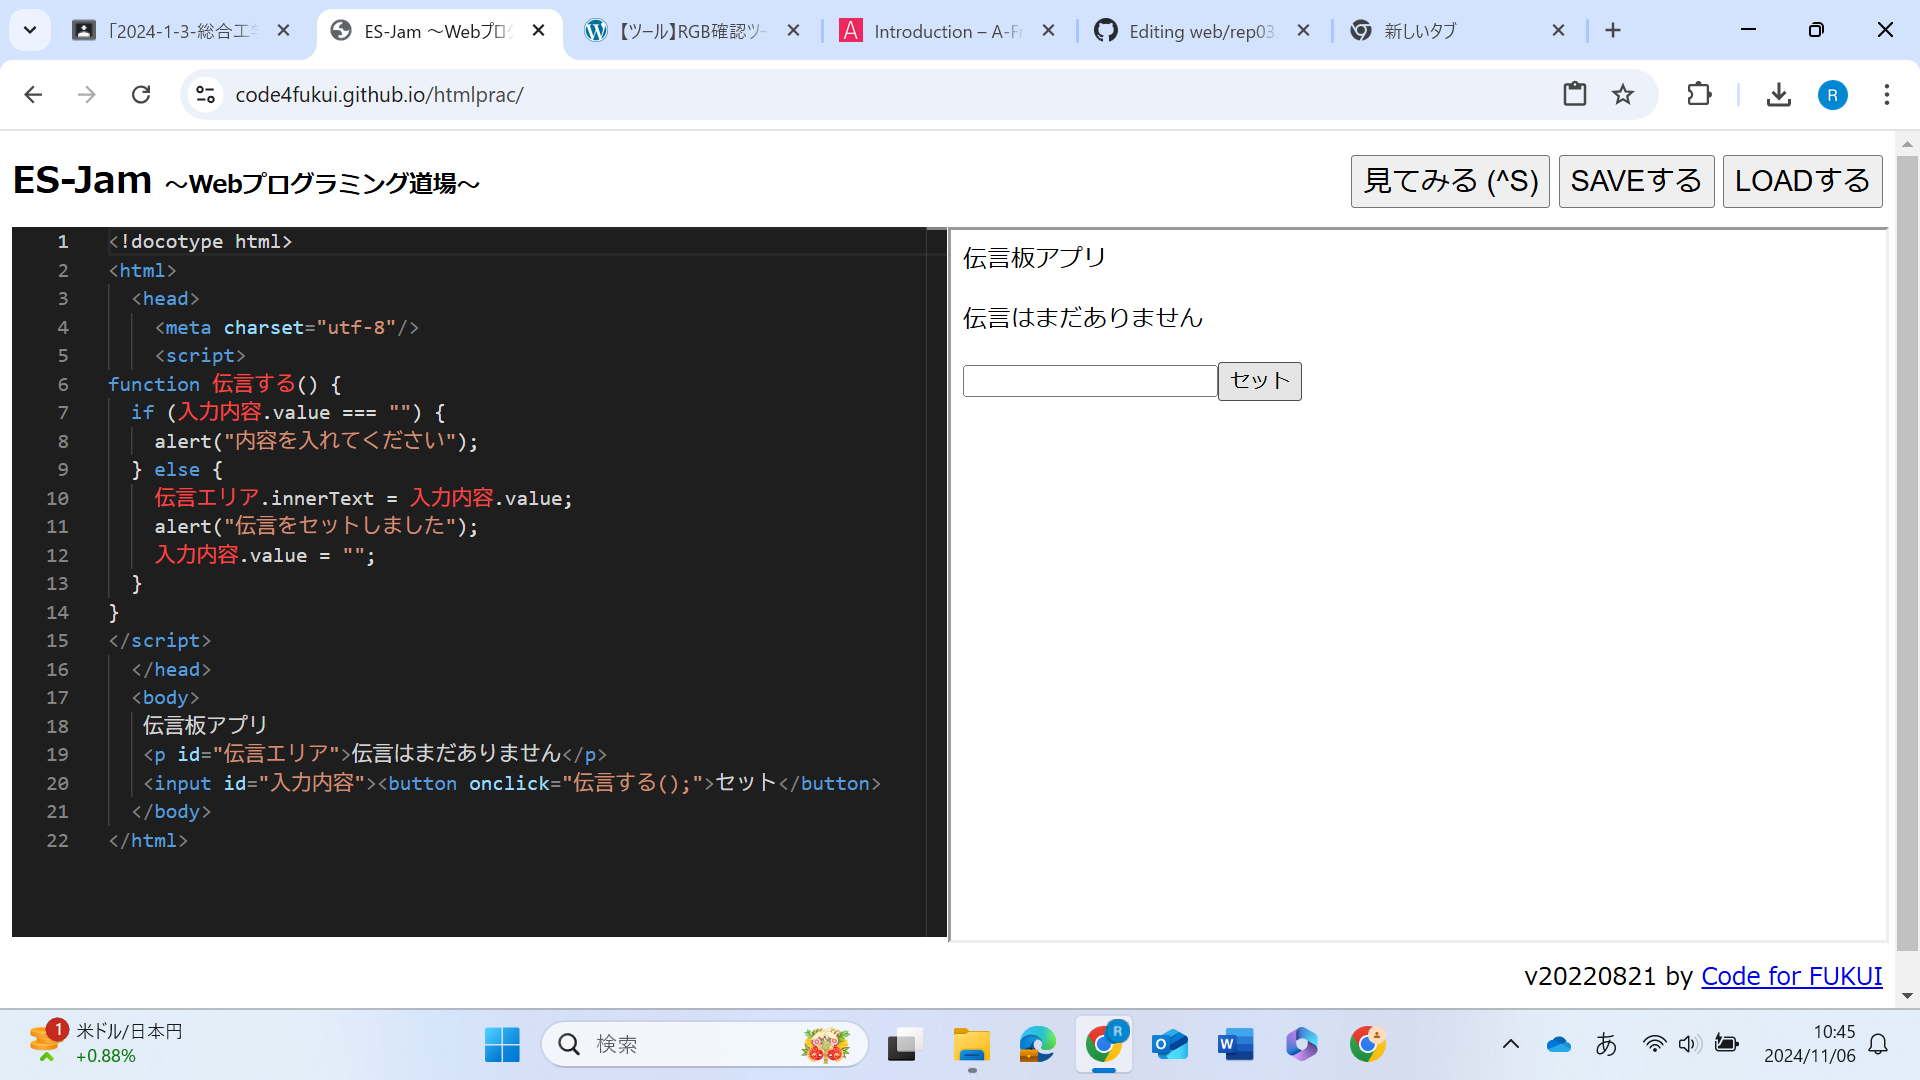 「2024-1-3-総合工学
ES-Jam ～Webプロ
【ツール】RGB確認ツー
Introduction – A-Fr
Editing web/rep03
新しいタブ
code4fukui.github.io/htmlprac/
R
ES-Jam ～Webプログラミング道場～
見てみる (^S)
SAVEする
LOADする
1 <!docotype html>
2 <html>
3 <head>
4 <meta charset="utf-8"/>
5 <script>
6 function 伝言する() {
7 if (入力内容.value === "") {
8 alert("内容を入れてください");
9 } else {
10 伝言エリア.innerText = 入力内容.value;
11 alert("伝言をセットしました");
12 入力内容.value = "";
13 }
14 }
15 </script>
16 </head>
17 <body>
18 伝言板アプリ
19 <p id="伝言エリア">伝言はまだありません</p>
20 <input id="入力内容"><button onclick="伝言する();">セット</button>
21 </body>
22 </html>
伝言板アプリ
伝言はまだありません
セット
v20220821 by Code for FUKUI
1
米ドル/日本円
+0.88%
検索
R
あ
10:45
2024/11/06